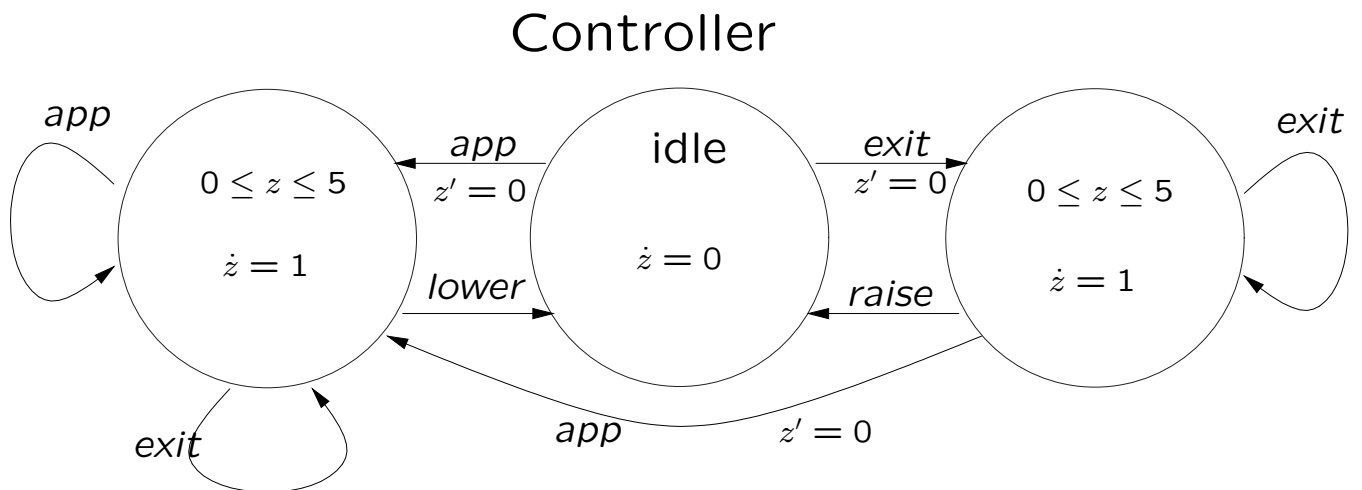 Controller
app
0 ≤ z ≤ 5
ż = 1
app
z′ = 0
lower
exit
idle
ż = 0
exit
z′ = 0
raise
app
z′ = 0
0 ≤ z ≤ 5
ż = 1
exit